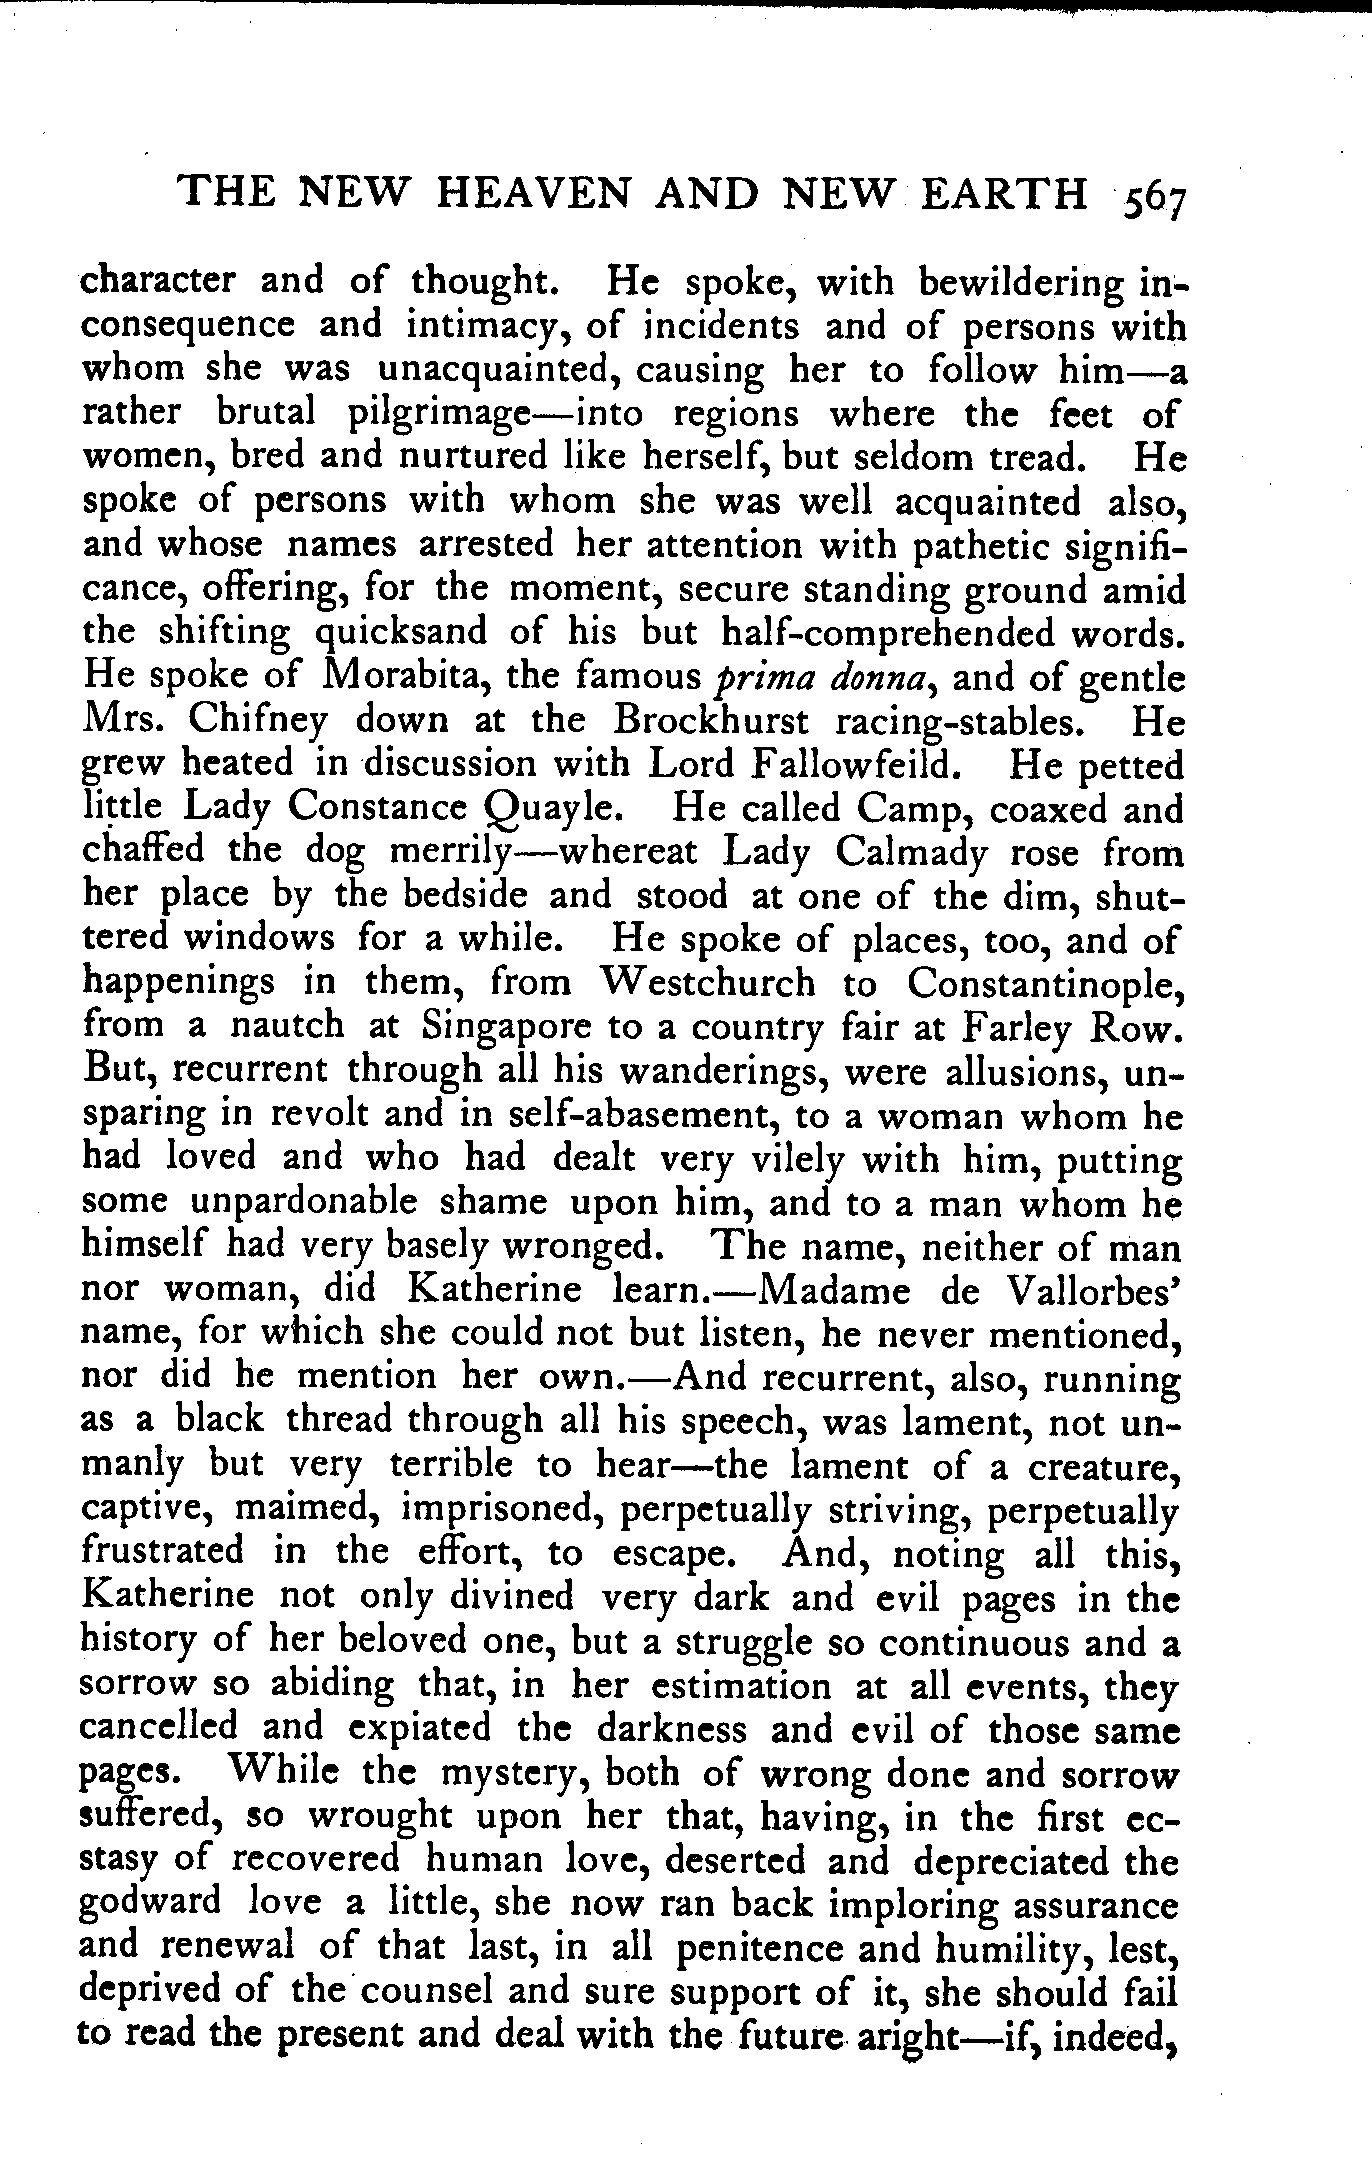 THE NEW HEAVEN AND NEW EARTH 567
character and of thought. He spoke, with bewildering in-
consequence and intimacy, of incidents and of persons with
whom she was unacquainted, causing her to follow him—a
rather brutal pilgrimage—into regions where the feet of
women, bred and nurtured like herself, but seldom tread. He
spoke of persons with whom she was well acquainted also,
and whose names arrested her attention with pathetic signifi-
cance, offering, for the moment, secure standing ground amid
the shifting quicksand of his but half-comprehended words.
He spoke of Morabita, the famous prima donna, and of gentle
Mrs. Chifney down at the Brockhurst racing-stables. He
grew heated in discussion with Lord Fallowfeild. He petted
little Lady Constance Quayle. He called Camp, coaxed and
chaffed the dog merrily—whereat Lady Calmady rose from
her place by the bedside and stood at one of the dim, shut-
tered windows for a while. He spoke of places, too, and of
happenings in them, from Westchurch to Constantinople,
from a nautch at Singapore to a country fair at Farley Row.
But, recurrent through all his wanderings, were allusions, un-
sparing in revolt and in self-abasement, to a woman whom he
had loved and who had dealt very vilely with him, putting
some unpardonable shame upon him, and to a man whom he
himself had very basely wronged. The name, neither of man
nor woman, did Katherine learn.—Madame de Vallorbes’
name, for which she could not but listen, he never mentioned,
nor did he mention her own.—And recurrent, also, running
as a black thread through all his speech, was lament, not un-
manly but very terrible to hear—the lament of a creature,
captive, maimed, imprisoned, perpetually striving, perpetually
frustrated in the effort, to escape. And, noting all this,
Katherine not only divined very dark and evil pages in the
history of her beloved one, but a struggle so continuous and a
sorrow so abiding that, in her estimation at all events, they
cancelled and expiated the darkness and evil of those same
pages. While the mystery, both of wrong done and sorrow
suffered, so wrought upon her that, having, in the first ec-
stasy of recovered human love, deserted and depreciated the
godward love a little, she now ran back imploring assurance
and renewal of that last, in all penitence and humility, lest,
deprived of the counsel and sure support of it, she should fail
to read the present and deal with the future aright—if, indeed,